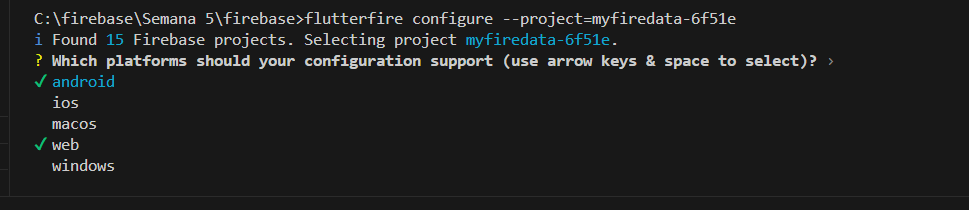 C:\firebase\Semana 5\firebase>flutterfire configure --project=myfiredata-6f51e
i Found 15 Firebase projects. Selecting project myfiredata-6f51e.
? Which platforms should your configuration support (use arrow keys & space to select)? ›
✔ android
ios
macos
✔ web
windows